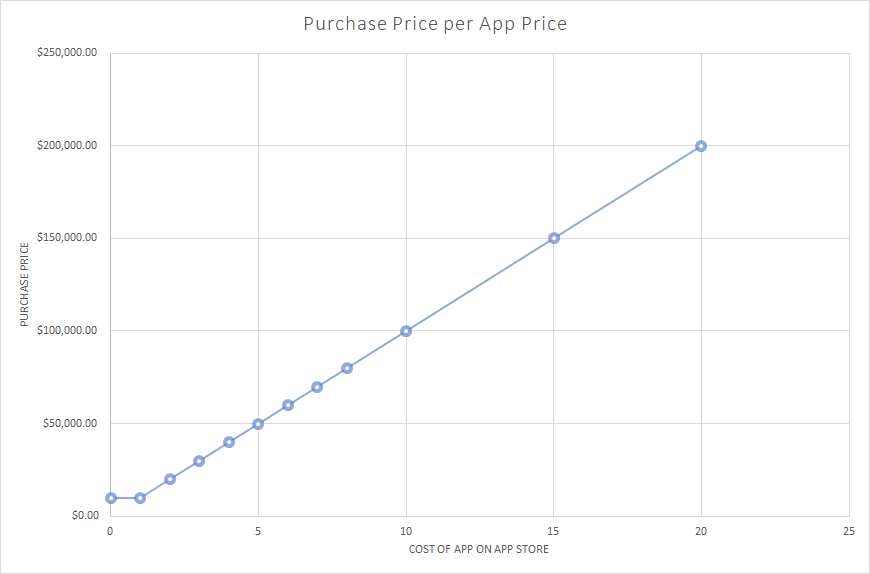 Purchase Price per App Price
$250,000.00
$200,000.00
$150,000.00
$100,000.00
$50,000.00
$0.00
PURCHASE PRICE
0 5 10 15 20 25
COST OF APP ON APP STORE